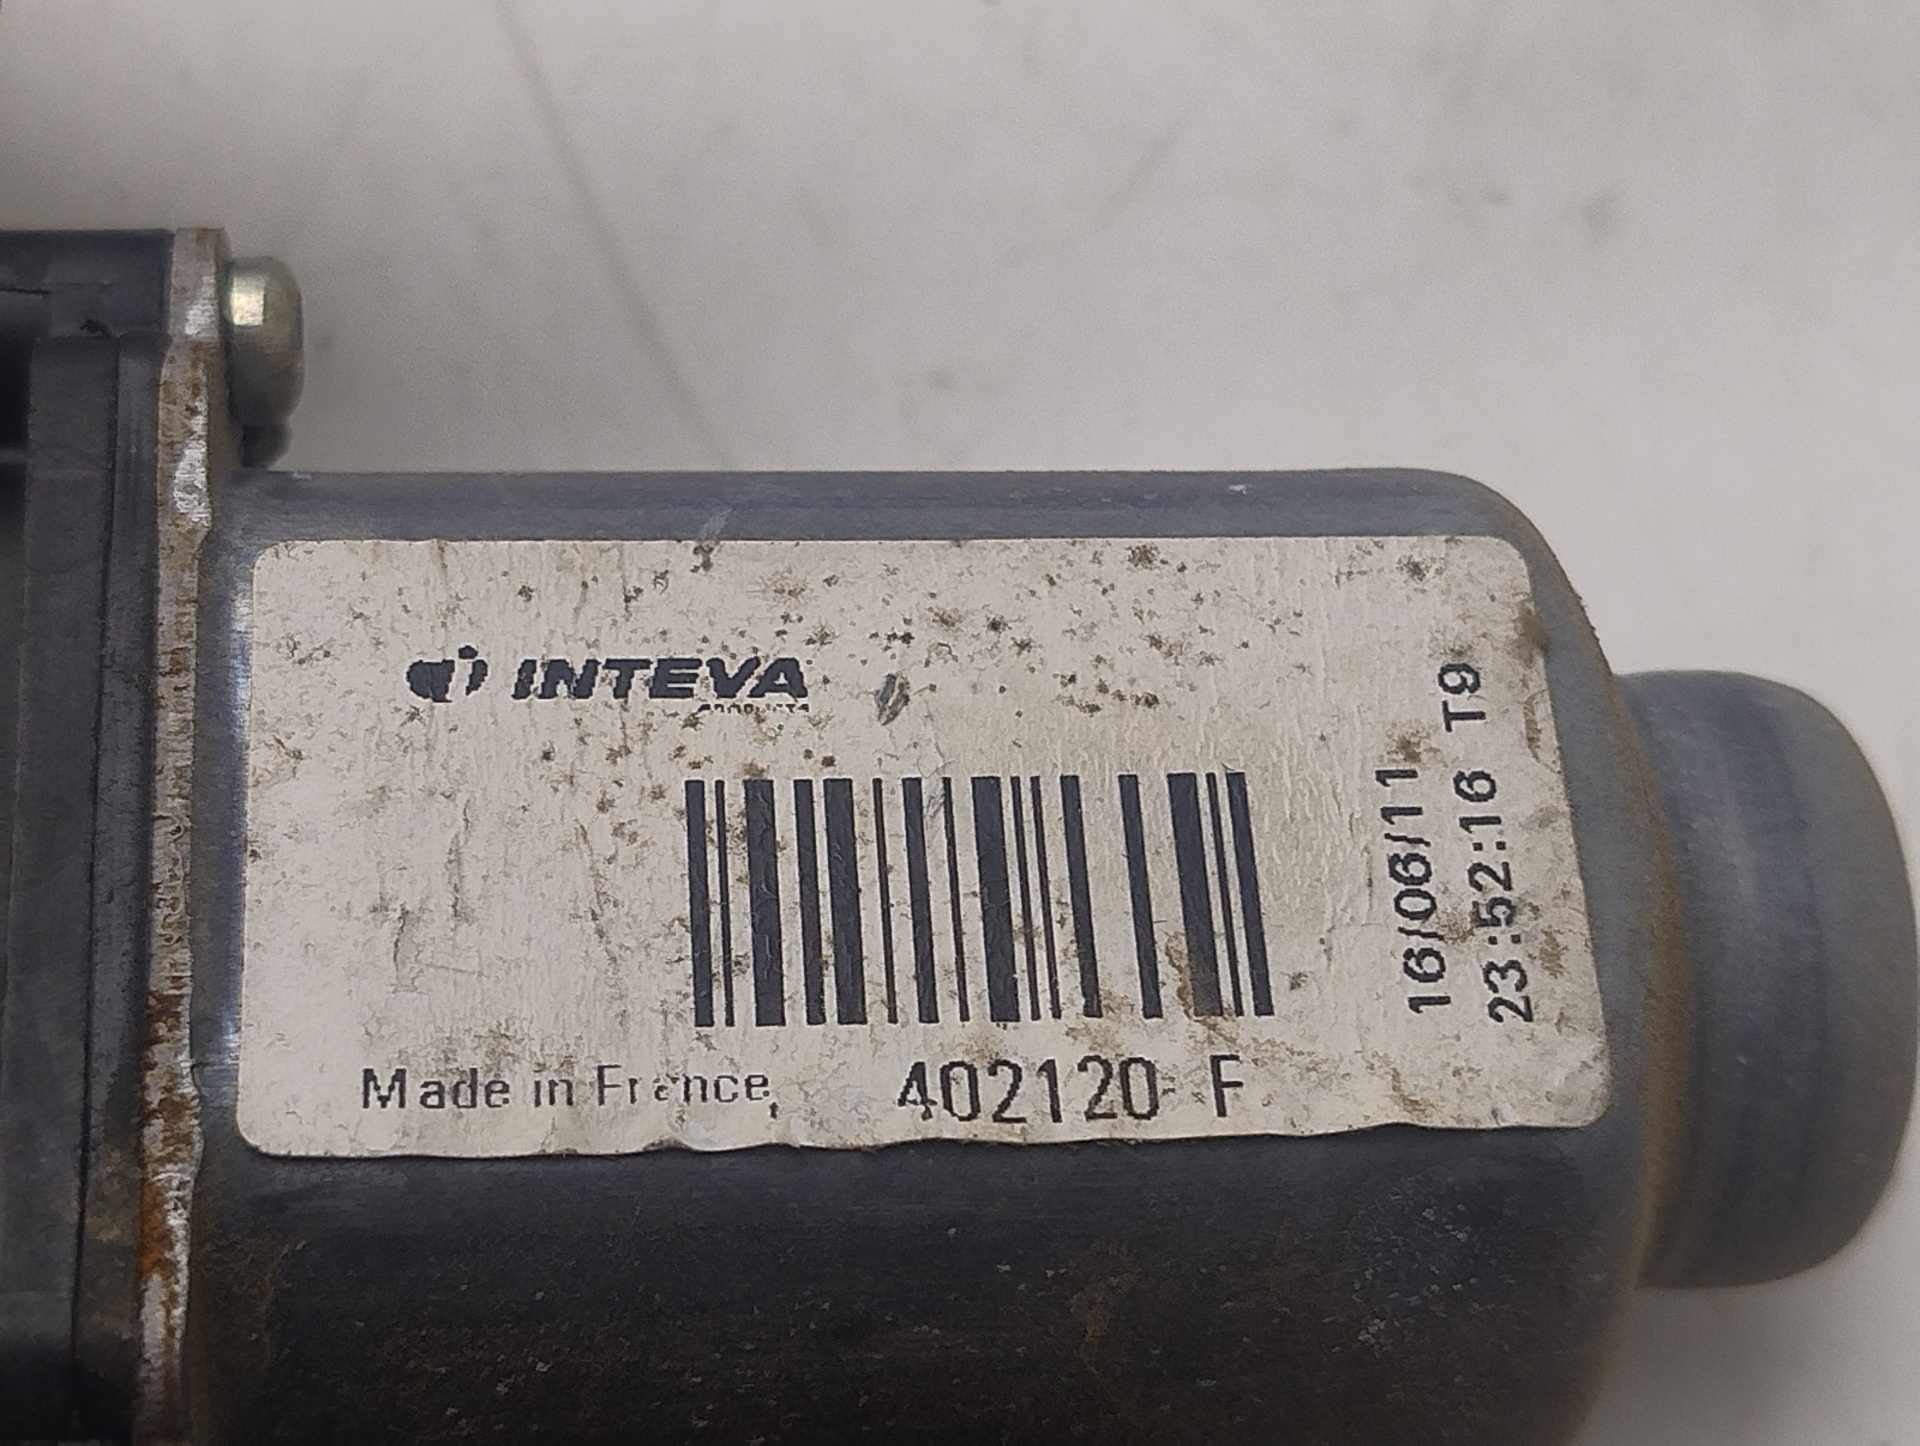 INTEVA
Made in France
402120 F
16/06/11
23:52:16 T9